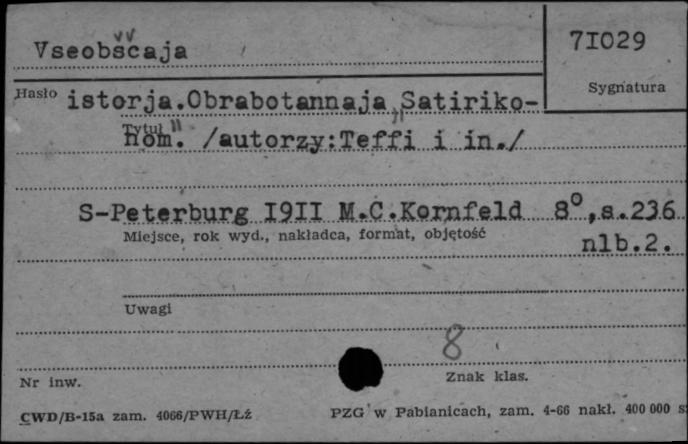 Vseobščaja
71029
Hasło
Sygnatura
istorja.Obrabotannaja "Satiriko-
Tytuł
nom". /autorzy:Teffi i in./
S-Peterburg I9II M.C.Kornfeld 8°,s.236
Miejsce, rok wyd., nakładca, format, objętość
nlb.2.
Uwagi
8
Nr inw.
Znak klas.
CWD/B-15a zam. 4066/PWH/Łź
PZG w Pabianicach, zam. 4-66 nakł. 400 000